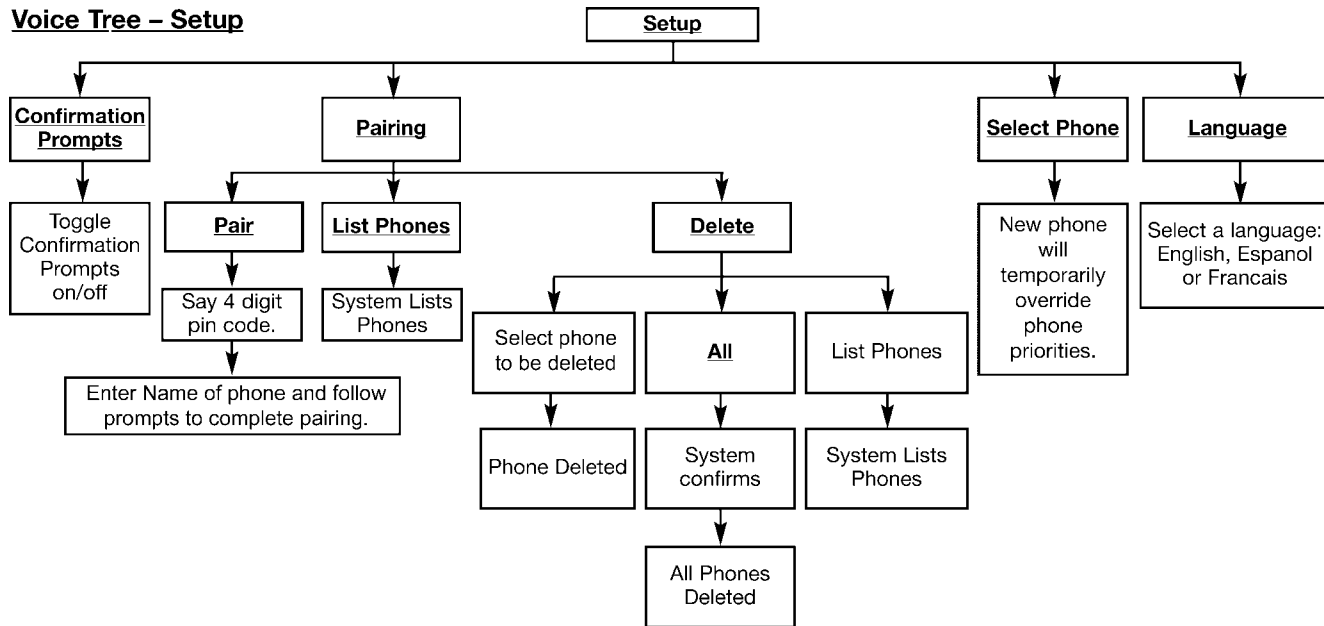 Voice Tree – Setup
Setup
Confirmation
Prompts
Pairing
Select Phone
Language
Toggle
Confirmation
Prompts
on/off
Pair
List Phones
Delete
New phone
will
temporarily
override
phone
priorities.
Select a language:
English, Espanol
or Francais
Say 4 digit
pin code.
System Lists
Phones
Select phone
to be deleted
All
List Phones
Enter Name of phone and follow
prompts to complete pairing.
Phone Deleted
System
confirms
System Lists
Phones
All Phones
Deleted